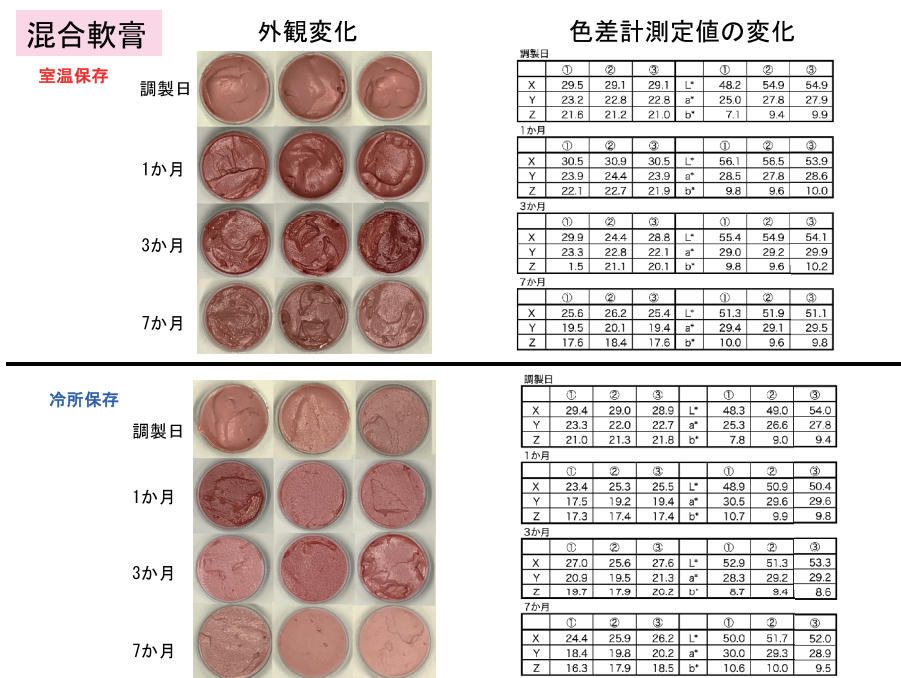 混合軟膏
外観変化
色差計測定値の変化
室温保存
調製日
1か月
3か月
7か月
調製日
① ② ③ ① ② ③
X 29.5 29.1 29.1 L* 48.2 54.9 54.9
Y 23.2 22.8 22.8 a* 25.0 27.8 27.9
Z 21.6 21.2 21.0 b* 7.1 9.4 9.9
1か月
① ② ③ ① ② ③
X 30.5 30.9 30.5 L* 56.1 56.5 53.9
Y 23.9 24.4 23.9 a* 28.5 27.8 28.6
Z 22.1 22.7 21.9 b* 9.8 9.6 10.0
3か月
① ② ③ ① ② ③
X 29.9 24.4 28.8 L* 55.4 54.9 54.1
Y 23.3 22.8 22.1 a* 29.0 29.2 29.9
Z 1.5 21.1 20.1 b* 9.8 9.6 10.2
7か月
① ② ③ ① ② ③
X 25.6 26.2 25.4 L* 51.3 51.9 51.1
Y 19.5 20.1 19.4 a* 29.4 29.1 29.5
Z 17.6 18.4 17.6 b* 10.0 9.6 9.8
冷所保存
調製日
1か月
3か月
7か月
調製日
① ② ③ ① ② ③
X 29.4 29.0 28.9 L* 48.3 49.0 54.0
Y 23.3 22.0 22.7 a* 25.3 26.6 27.8
Z 21.0 21.3 21.8 b* 7.8 9.0 9.4
1か月
① ② ③ ① ② ③
X 23.4 25.3 25.5 L* 48.9 50.9 50.4
Y 17.5 19.2 19.4 a* 30.5 29.6 29.6
Z 17.3 17.4 17.4 b* 10.7 9.9 9.8
3か月
① ② ③ ① ② ③
X 27.0 25.6 27.6 L* 52.9 51.3 53.3
Y 20.9 19.5 21.3 a* 28.3 29.2 29.2
Z 19.7 17.9 20.2 b* 8.7 9.4 8.6
7か月
① ② ③ ① ② ③
X 24.4 25.9 26.2 L* 50.0 51.7 52.0
Y 18.4 19.8 20.2 a* 30.0 29.3 28.9
Z 16.3 17.9 18.5 b* 10.6 10.0 9.5